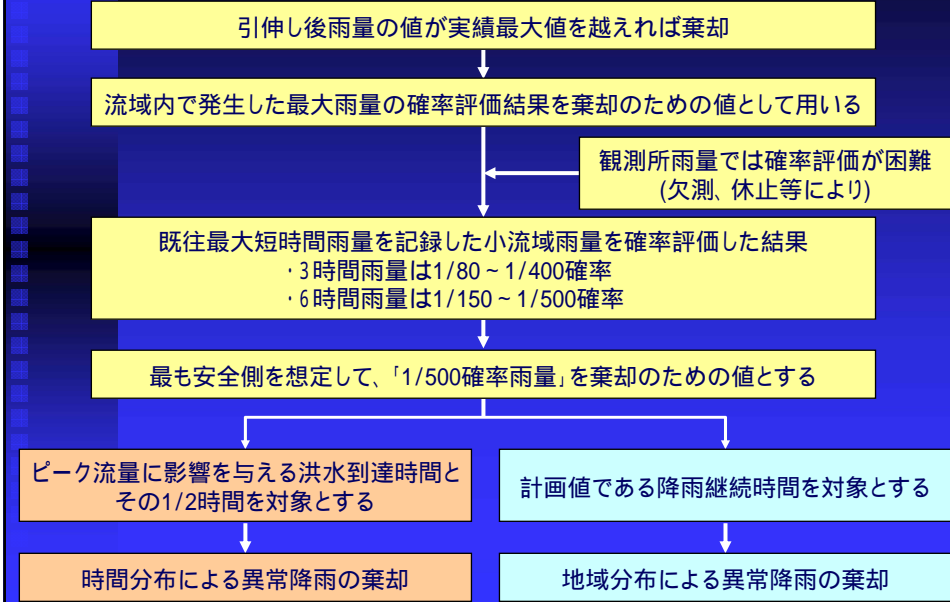 引伸し後雨量の値が実績最大値を越えれば棄却
流域内で発生した最大雨量の確率評価結果を棄却のための値として用いる
観測所雨量では確率評価が困難
(欠測、休止等により)
既往最大短時間雨量を記録した小流域雨量を確率評価した結果
・3時間雨量は1/80~1/400確率
・6時間雨量は1/150~1/500確率
最も安全側を想定して、「1/500確率雨量」を棄却のための値とする
ピーク流量に影響を与える洪水到達時間と
その1/2時間を対象とする
計画値である降雨継続時間を対象とする
時間分布による異常降雨の棄却
地域分布による異常降雨の棄却